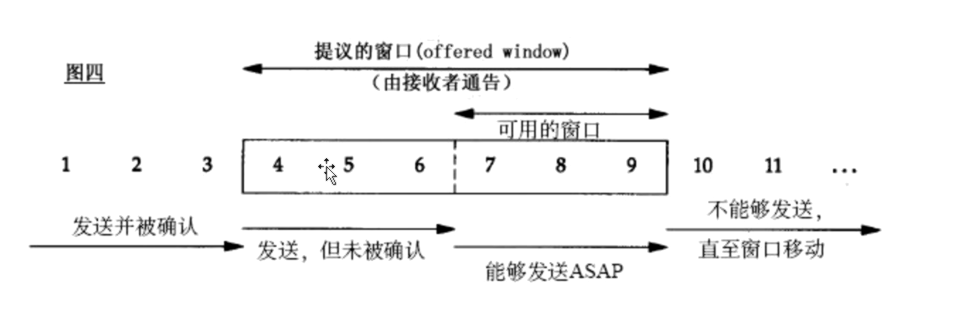 提议的窗口(offered window)
图四
（由接收者通告）
可用的窗口
1 2 3 4 5 6 7 8 9 10 11 ...
发送并被确认
发送，但未被确认
能够发送ASAP
不能够发送，
直至窗口移动